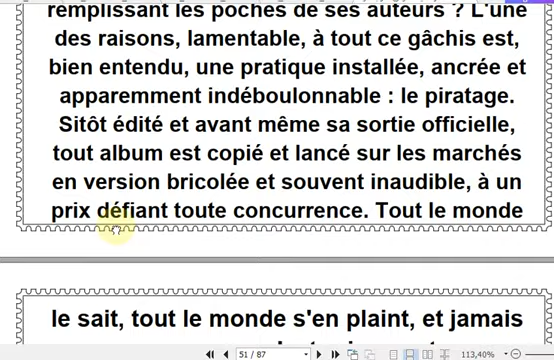 remplissant les poches de ses auteurs ? L'une
des raisons, lamentable, à tout ce gâchis est,
bien entendu, une pratique installée, ancrée et
apparemment indéboulonnable : le piratage.
Sitôt édité et avant même sa sortie officielle,
tout album est copié et lancé sur les marchés
en version bricolée et souvent inaudible, à un
prix défiant toute concurrence. Tout le monde
le sait, tout le monde s'en plaint, et jamais
51 / 87
113,40%